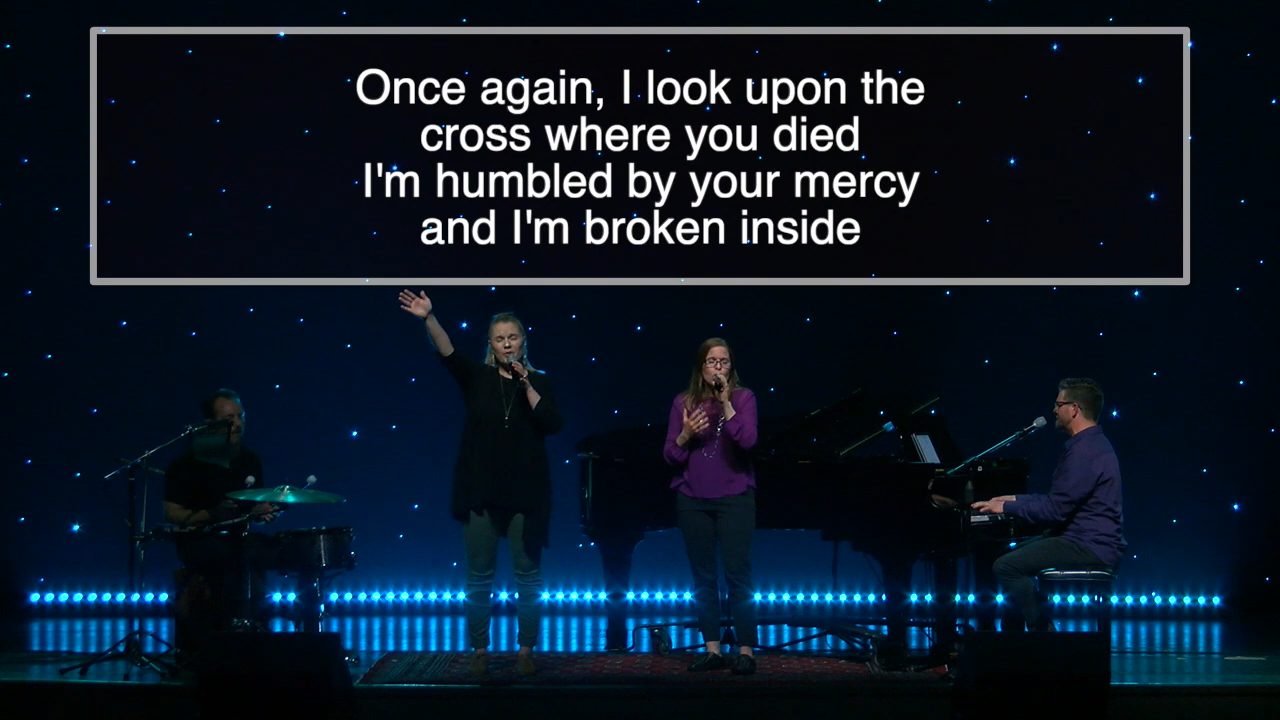 Once again, I look upon the
cross where you died
I'm humbled by your mercy
and I'm broken inside